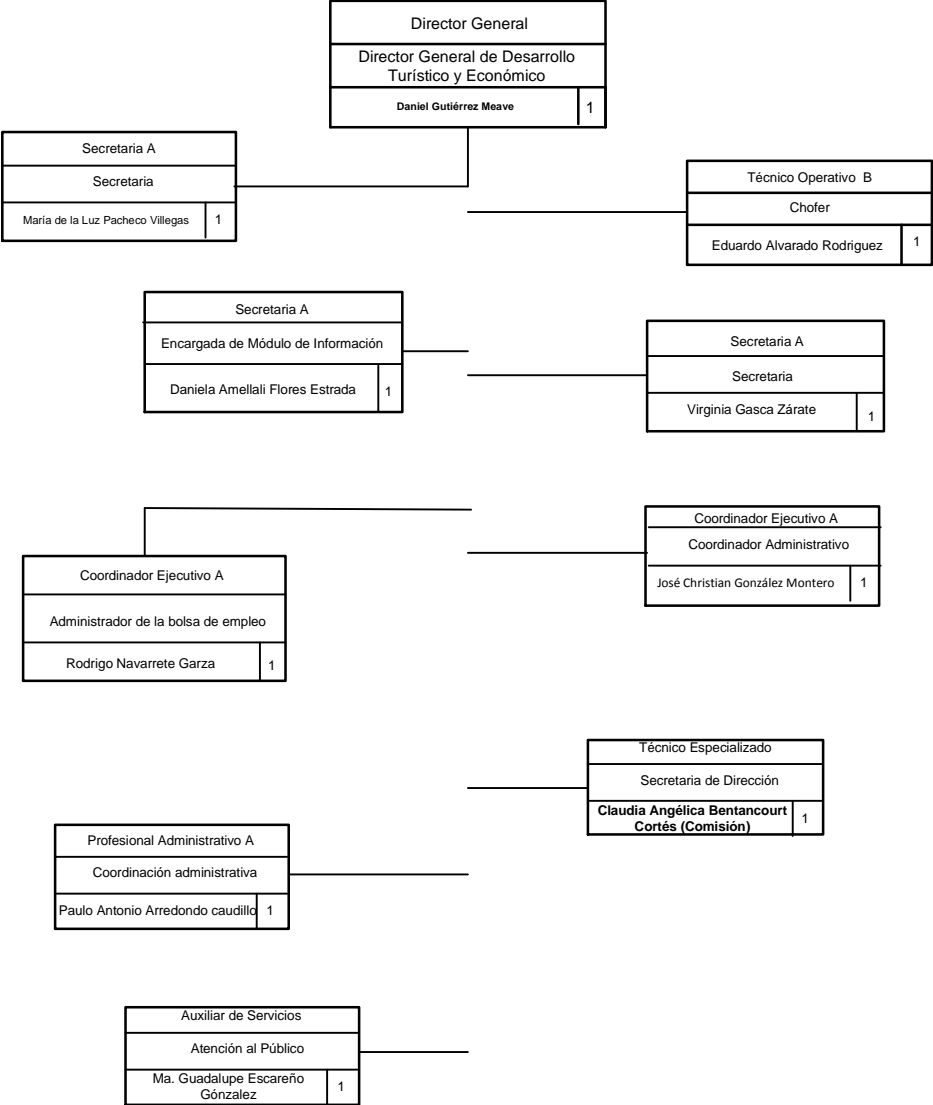 Director General
Director General de Desarrollo
Turístico y Económico
Daniel Gutiérrez Meave 1
Secretaria A
Secretaria
María de la Luz Pacheco Villegas 1
Técnico Operativo B
Chofer
Eduardo Alvarado Rodriguez 1
Secretaria A
Encargada de Módulo de Información
Daniela Amellali Flores Estrada 1
Secretaria A
Secretaria
Virginia Gasca Zárate 1
Coordinador Ejecutivo A
Coordinador Administrativo
José Christian González Montero 1
Coordinador Ejecutivo A
Administrador de la bolsa de empleo
Rodrigo Navarrete Garza 1
Técnico Especializado
Secretaria de Dirección
Claudia Angélica Bentancourt
Cortés (Comisión) 1
Profesional Administrativo A
Coordinación administrativa
Paulo Antonio Arredondo caudillo 1
Auxiliar de Servicios
Atención al Público
Ma. Guadalupe Escareño
Gónzalez 1